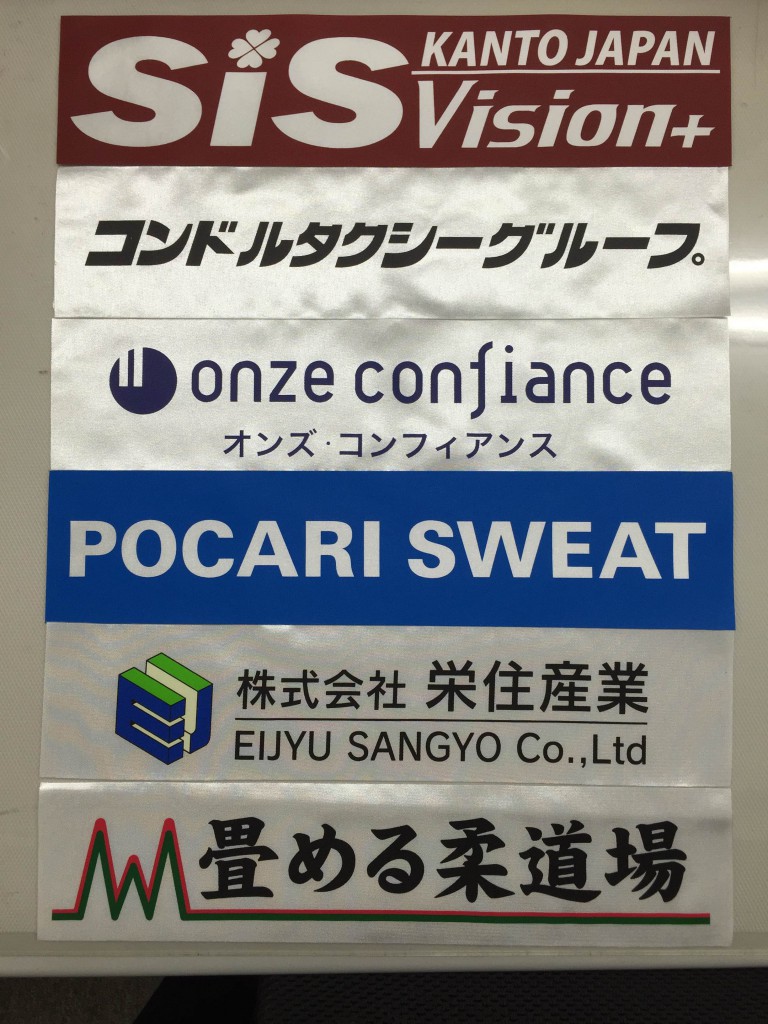 SiS
KANTO JAPAN
Vision+
コンドルタクシーグループ。
onze confiance
オンズ・コンフィアンス
POCARI SWEAT
株式会社 栄住産業
EIJYU SANGYO Co.,Ltd
畳める柔道場